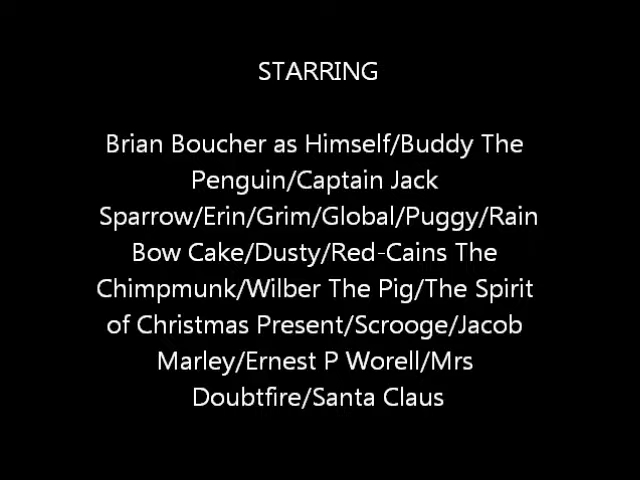 STARRING
Brian Boucher as Himself/Buddy The
Penguin/Captain Jack
Sparrow/Erin/Grim/Global/Puggy/Rain
Bow Cake/Dusty/Red-Cains The
Chimpmunk/Wilber The Pig/The Spirit
of Christmas Present/Scrooge/Jacob
Marley/Ernest P Worell/Mrs
Doubtfire/Santa Claus